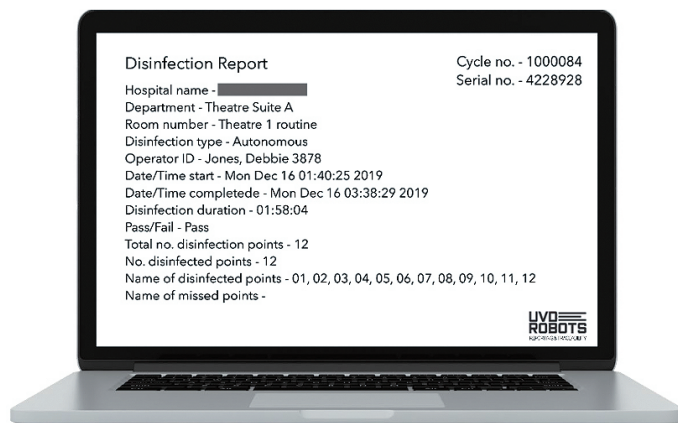 Disinfection Report
Cycle no. - 1000084
Serial no. - 4228928
Hospital name -
Department - Theatre Suite A
Room number - Theatre 1 routine
Disinfection type - Autonomous
Operator ID - Jones, Debbie 3878
Date/Time start - Mon Dec 16 01:40:25 2019
Date/Time completede - Mon Dec 16 03:38:29 2019
Disinfection duration - 01:58:04
Pass/Fail - Pass
Total no. disinfection points - 12
No. disinfected points - 12
Name of disinfected points - 01, 02, 03, 04, 05, 06, 07, 08, 09, 10, 11, 12
Name of missed points -
UVD
ROBOTS
REPORTING & TRACEABILITY